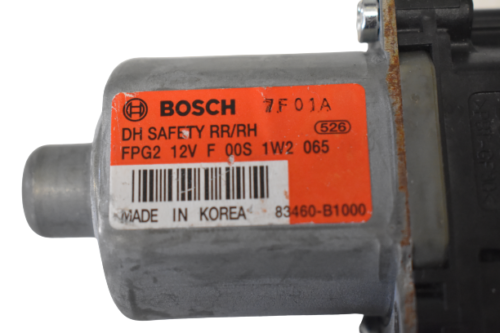 BOSCH 7F01A
DH SAFETY RR/RH 526
FPG2 12V F 00S 1W2 065
MADE IN KOREA 83460-B1000